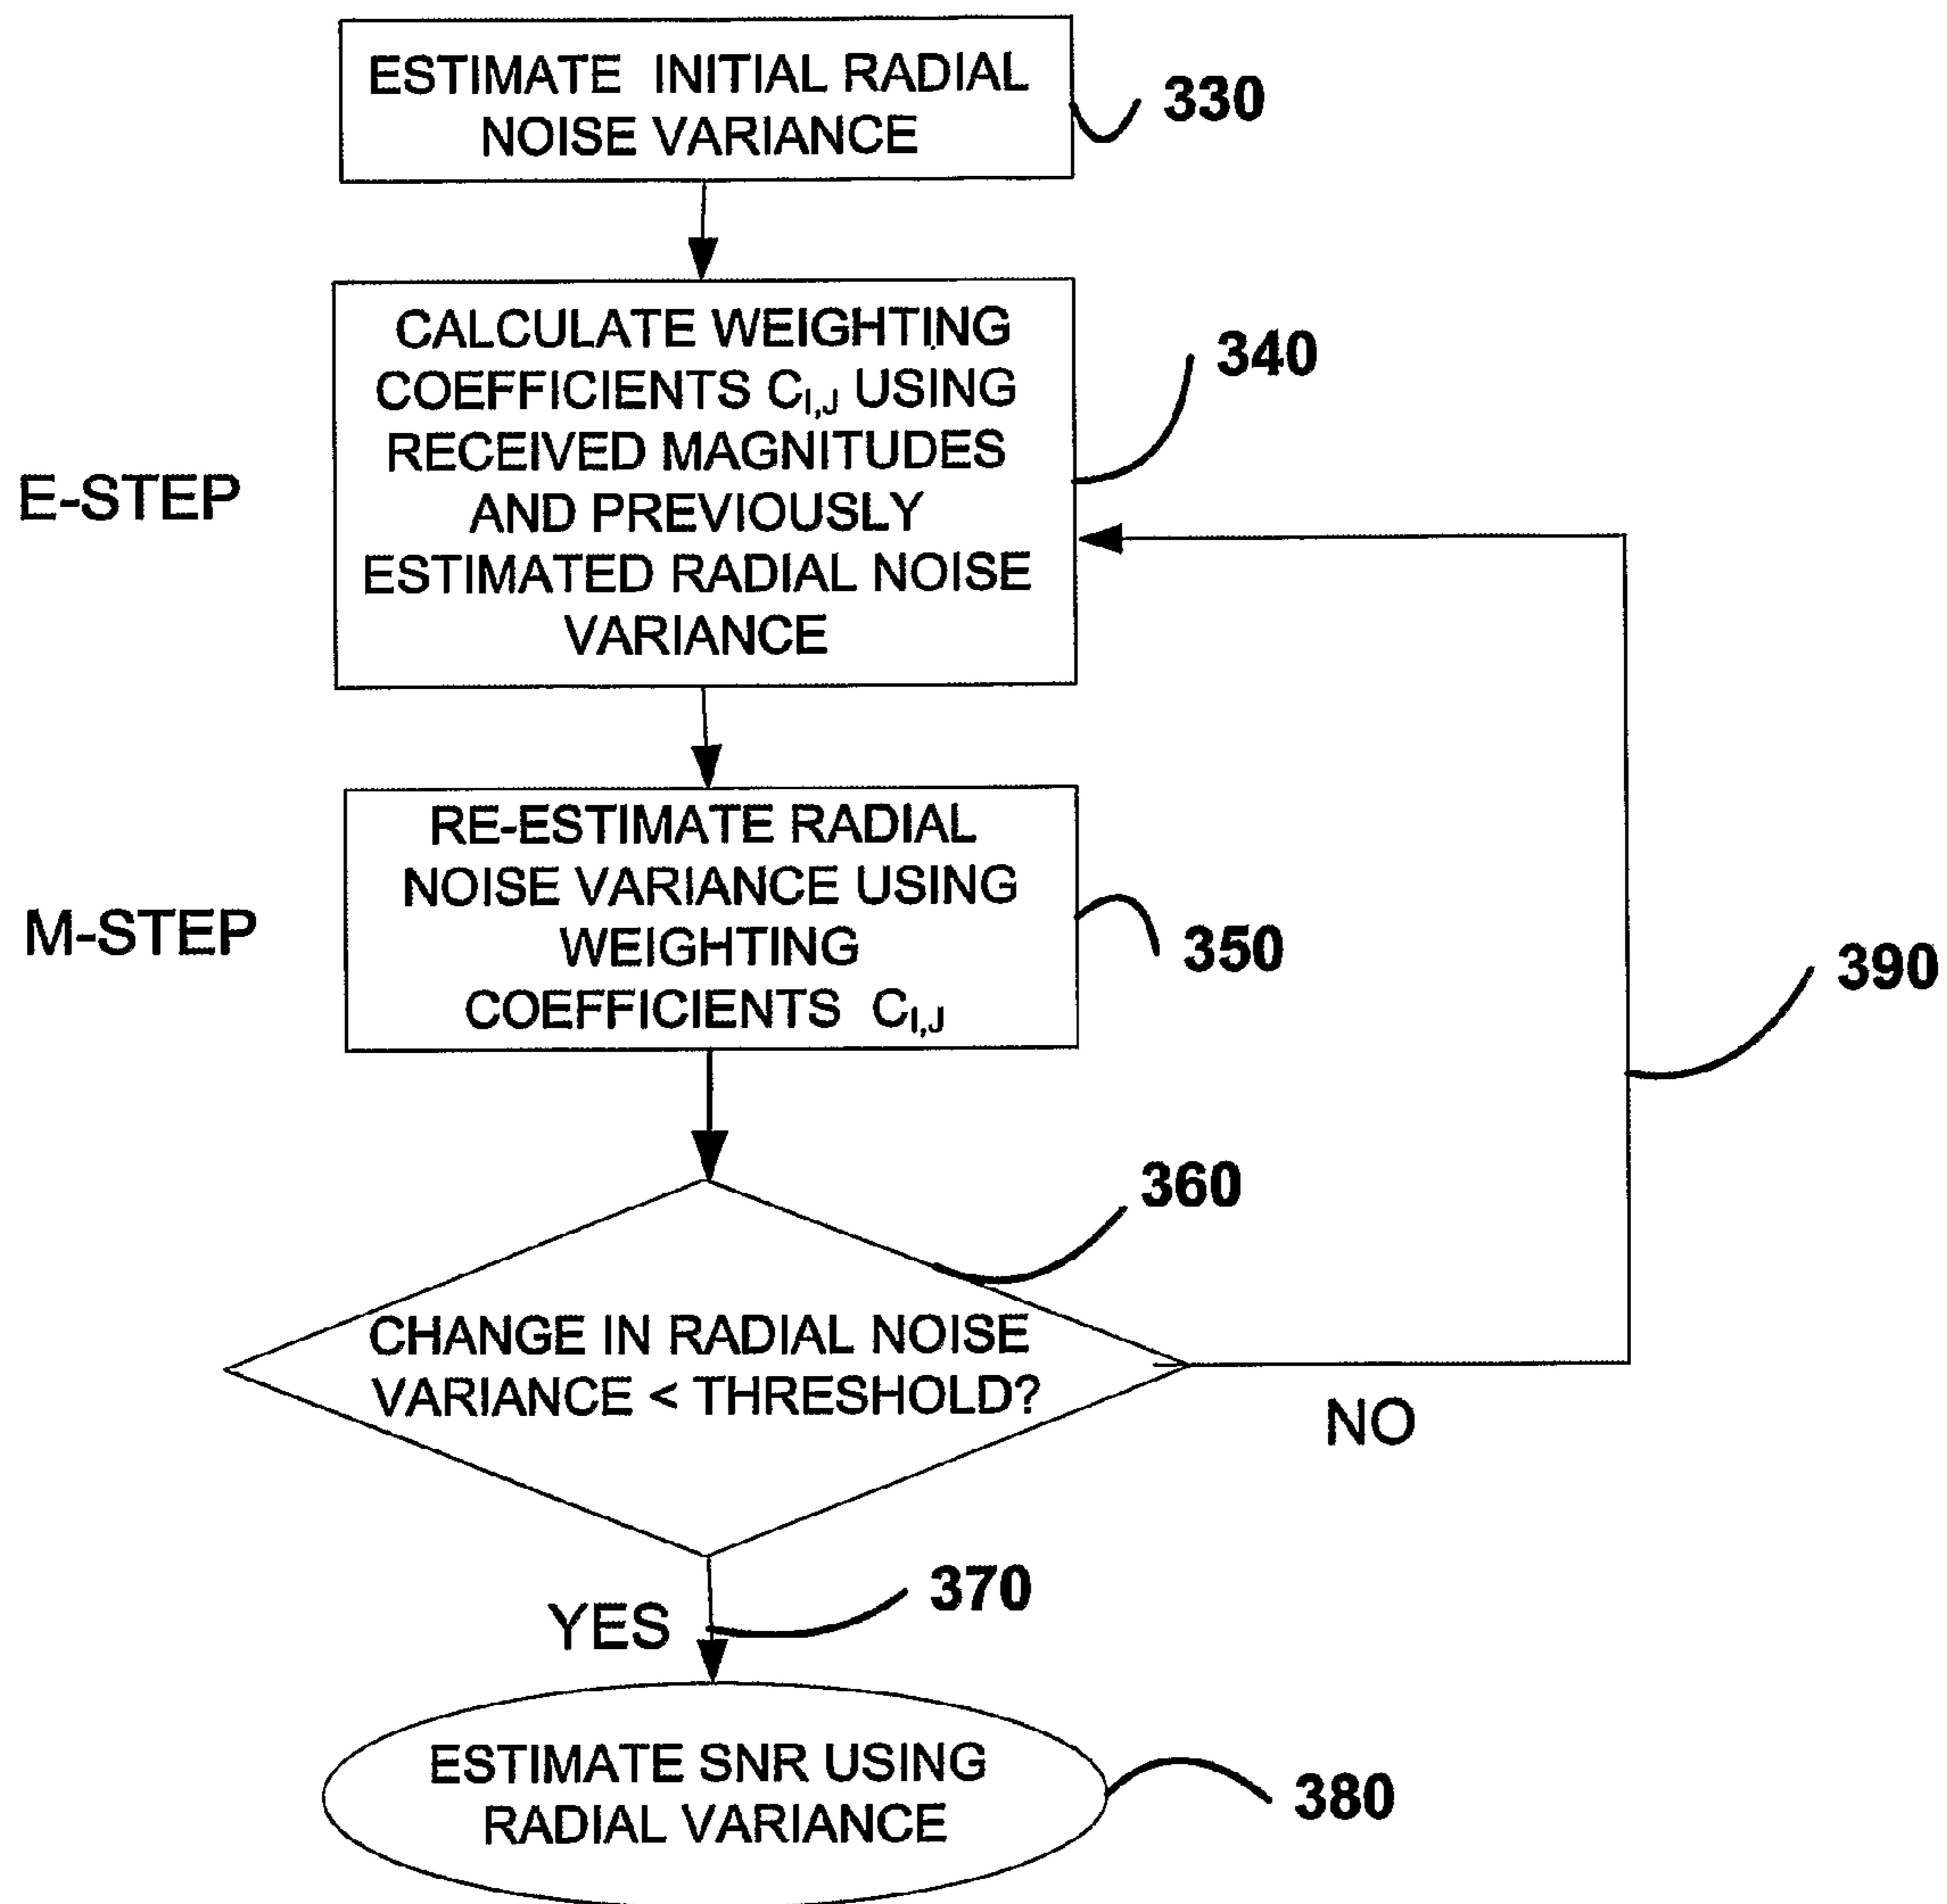 ESTIMATE INITIAL RADIAL
NOISE VARIANCE
330
E-STEP
CALCULATE WEIGHTING
COEFFICIENTS C_{I,J} USING
RECEIVED MAGNITUDES
AND PREVIOUSLY
ESTIMATED RADIAL NOISE
VARIANCE
340
M-STEP
RE-ESTIMATE RADIAL
NOISE VARIANCE USING
WEIGHTING
COEFFICIENTS C_{I,J}
350
390
360
CHANGE IN RADIAL NOISE
VARIANCE < THRESHOLD?
NO
YES
370
ESTIMATE SNR USING
RADIAL VARIANCE
380